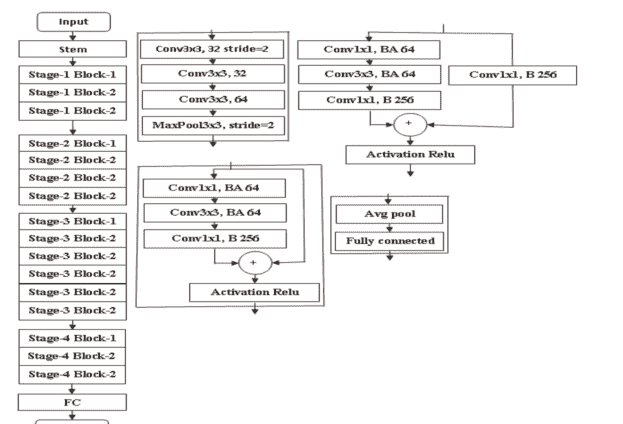 Input
Stem
Stage-1 Block-1
Stage-1 Block-2
Stage-1 Block-2
Stage-2 Block-1
Stage-2 Block-2
Stage-2 Block-2
Stage-2 Block-2
Stage-3 Block-1
Stage-3 Block-2
Stage-3 Block-2
Stage-3 Block-2
Stage-3 Block-2
Stage-3 Block-2
Stage-4 Block-1
Stage-4 Block-2
Stage-4 Block-2
FC
Conv3x3, 32 stride=2
Conv3x3, 32
Conv3x3, 64
MaxPool3x3, stride=2
Conv1x1, BA 64
Conv3x3, BA 64
Conv1x1, B 256
+
Activation Relu
Conv1x1, BA 64
Conv3x3, BA 64
Conv1x1, B 256
Conv1x1, B 256
+
Activation Relu
Avg pool
Fully connected